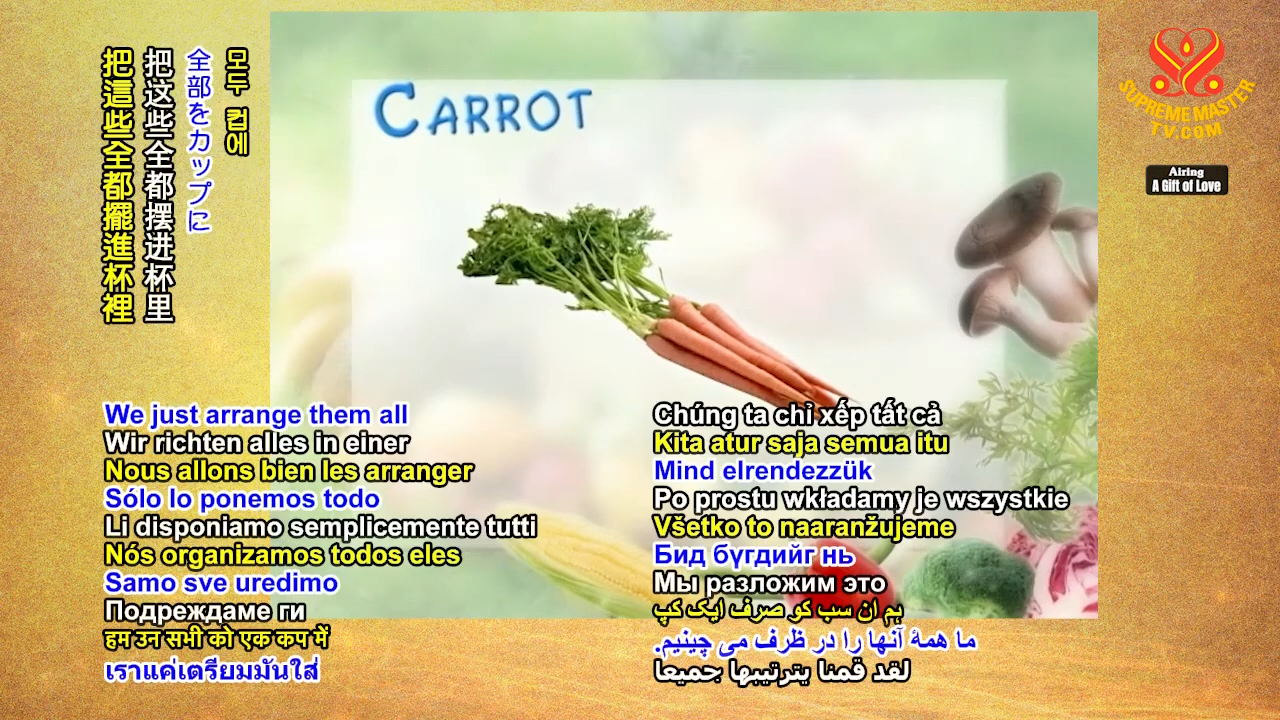 모두 컵에
全部をカップに
把这些全都摆进杯里
把這些全都擺進杯裡
CARROT
SUPREME MASTER
TV.COM
Airing
A Gift of Love
We just arrange them all
Wir richten alles in einer
Nous allons bien les arranger
Sólo lo ponemos todo
Li disponiamo semplicemente tutti
Nós organizamos todos eles
Samo sve uredimo
Подреждаме ги
हम उन सभी को एक कप में
เราแค่เตรียมมันใส่
Chúng ta chỉ xếp tất cả
Kita atur saja semua itu
Mind elrendezzük
Po prostu wkładamy je wszystkie
Všetko to naaranžujeme
Бид бүгдийг нь
Мы разложим это
ہم ان سب کو صرف ایک کپ
ما همۀ آنها را در ظرف می چینیم.
لقد قمنا بترتيبها جميعا